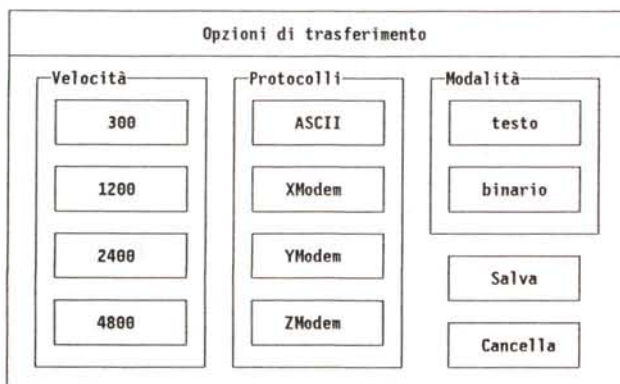 Opzioni di trasferimento
Velocità
300
1200
2400
4800
Protocolli
ASCII
XModem
YModem
ZModem
Modalità
testo
binario
Salva
Cancella